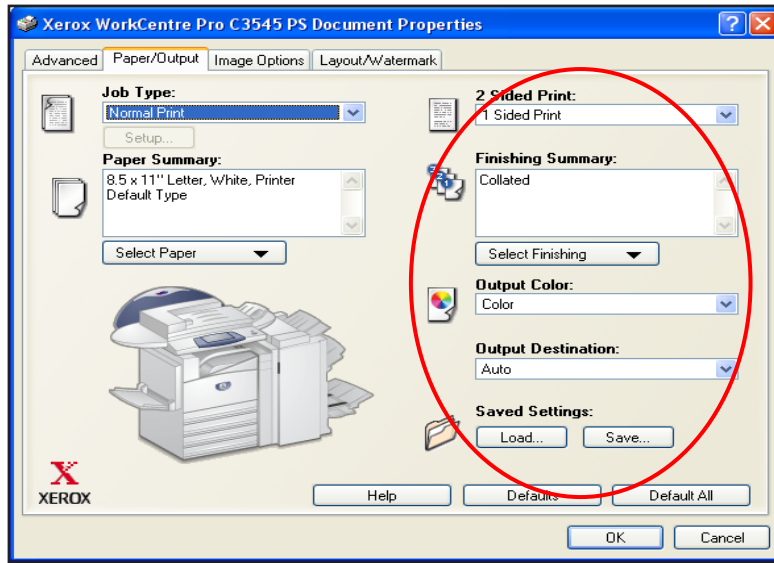 Xerox WorkCentre Pro C3545 PS Document Properties
Advanced
Paper/Output
Image Options
Layout/Watermark
Job Type:
Normal Print
Setup...
Paper Summary:
8.5 x 11" Letter, White, Printer
Default Type
Select Paper
2 Sided Print:
1 Sided Print
Finishing Summary:
Collated
Select Finishing
Output Color:
Color
Output Destination:
Auto
Saved Settings:
Load...
Save...
X
XEROX
Help
Defaults
Default All
OK
Cancel